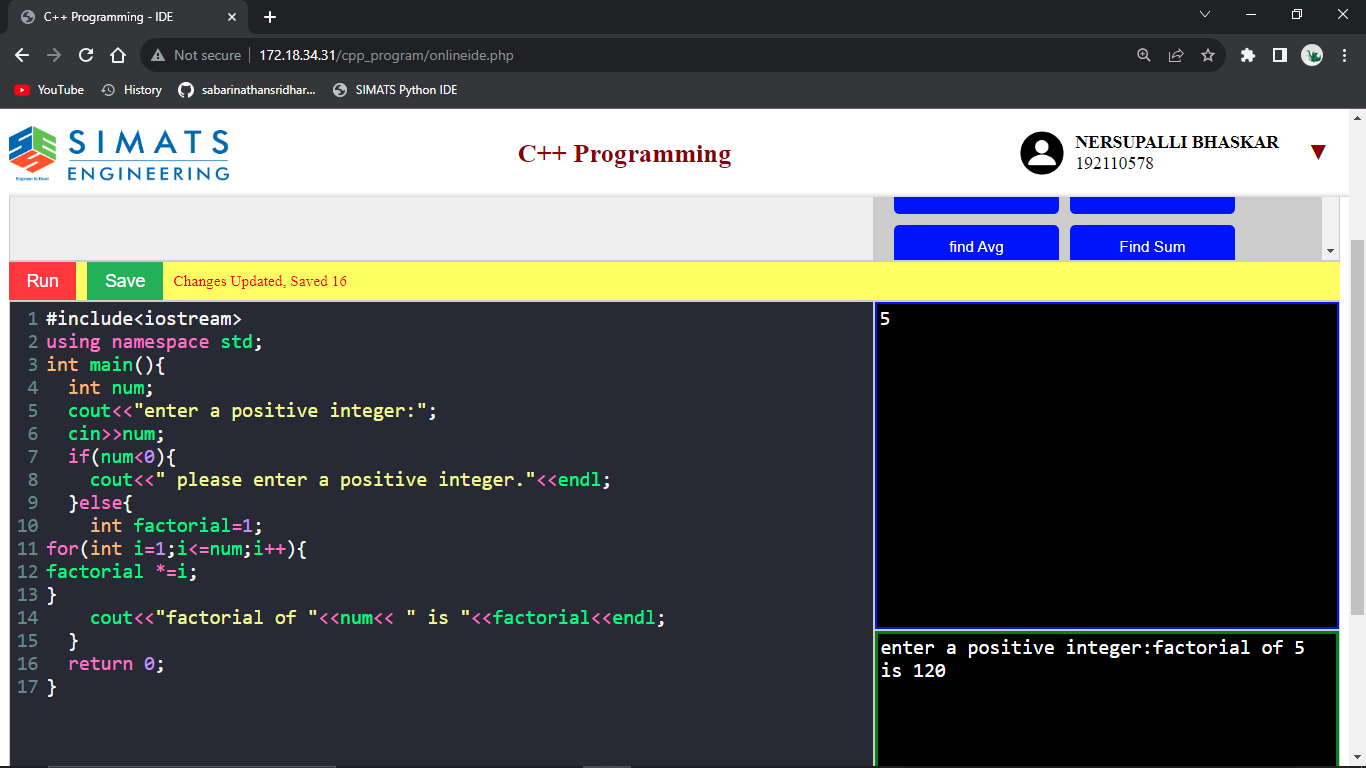 C++ Programming - IDE
Not secure 172.18.34.31/cpp_program/onlineide.php
YouTube History sabarinathansridhar... SIMATS Python IDE
SIMATS
ENGINEERING
Engineer to Excel
C++ Programming
NERSUPALLI BHASKAR
192110578
find Avg Find Sum
Run Save Changes Updated, Saved 16
1 #include<iostream>
2 using namespace std;
3 int main(){
4   int num;
5   cout<<"enter a positive integer:";
6   cin>>num;
7   if(num<0){
8     cout<<" please enter a positive integer."<<endl;
9   }else{
10     int factorial=1;
11 for(int i=1;i<=num;i++){
12 factorial *=i;
13 }
14     cout<<"factorial of "<<num<< " is "<<factorial<<endl;
15   }
16   return 0;
17 }
5
enter a positive integer:factorial of 5
is 120